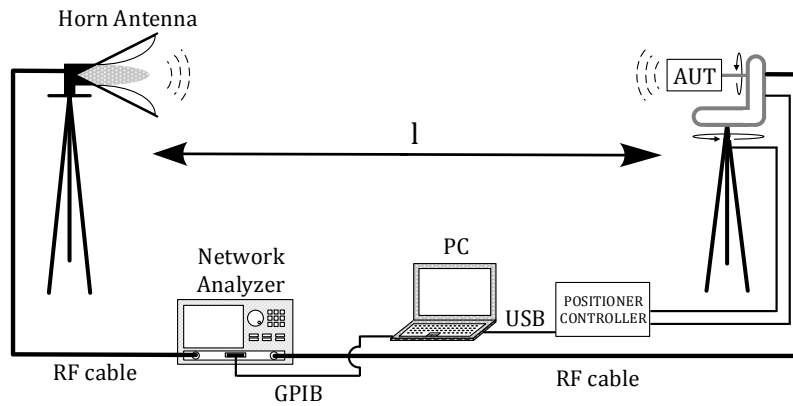 Horn Antenna
AUT
l
Network
Analyzer
PC
USB
POSITIONER
CONTROLLER
RF cable
GPIB
RF cable